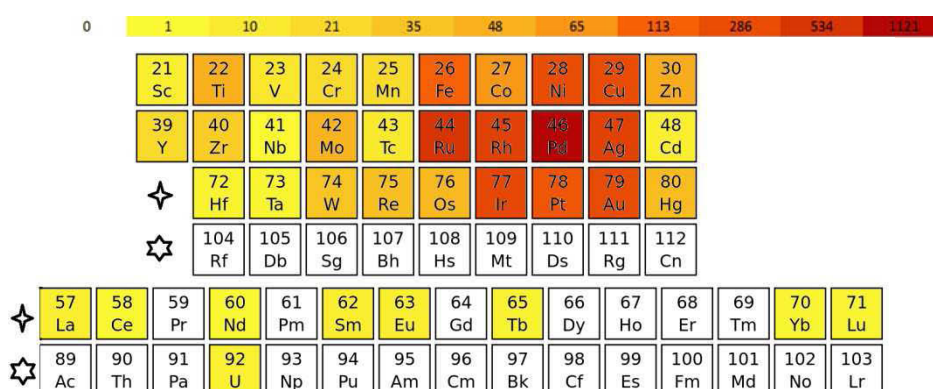 0 1 10 21 35 48 65 113 286 534 1121
21 22 23 24 25 26 27 28 29 30
Sc Ti V Cr Mn Fe Co Ni Cu Zn
39 40 41 42 43 44 45 46 47 48
Y Zr Nb Mo Tc Ru Rh Pd Ag Cd
72 73 74 75 76 77 78 79 80
Hf Ta W Re Os Ir Pt Au Hg
104 105 106 107 108 109 110 111 112
Rf Db Sg Bh Hs Mt Ds Rg Cn
57 58 59 60 61 62 63 64 65 66 67 68 69 70 71
La Ce Pr Nd Pm Sm Eu Gd Tb Dy Ho Er Tm Yb Lu
89 90 91 92 93 94 95 96 97 98 99 100 101 102 103
Ac Th Pa U Np Pu Am Cm Bk Cf Es Fm Md No Lr